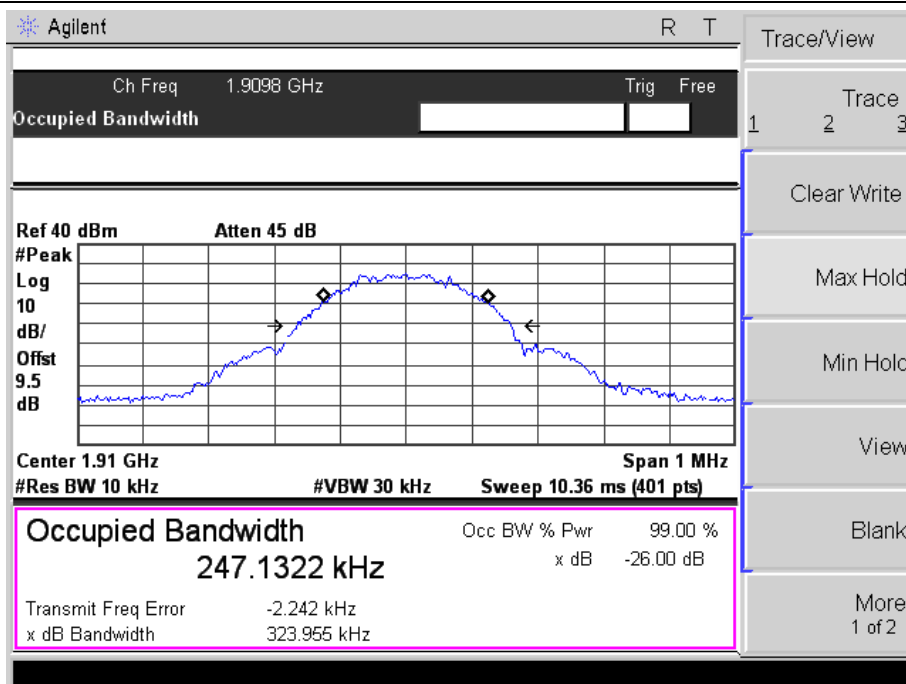 Agilent R T
Trace/View
Ch Freq 1.9098 GHz Trig Free
Occupied Bandwidth
Trace
1 2 3
Clear Write
Max Hold
Min Hold
View
Blank
More
1 of 2
Ref 40 dBm Atten 45 dB
#Peak
Log
10
dB/
Offst
9.5
dB
Center 1.91 GHz Span 1 MHz
#Res BW 10 kHz #VBW 30 kHz Sweep 10.36 ms (401 pts)
Occupied Bandwidth
247.1322 kHz
Occ BW % Pwr 99.00 %
x dB -26.00 dB
Transmit Freq Error -2.242 kHz
x dB Bandwidth 323.955 kHz